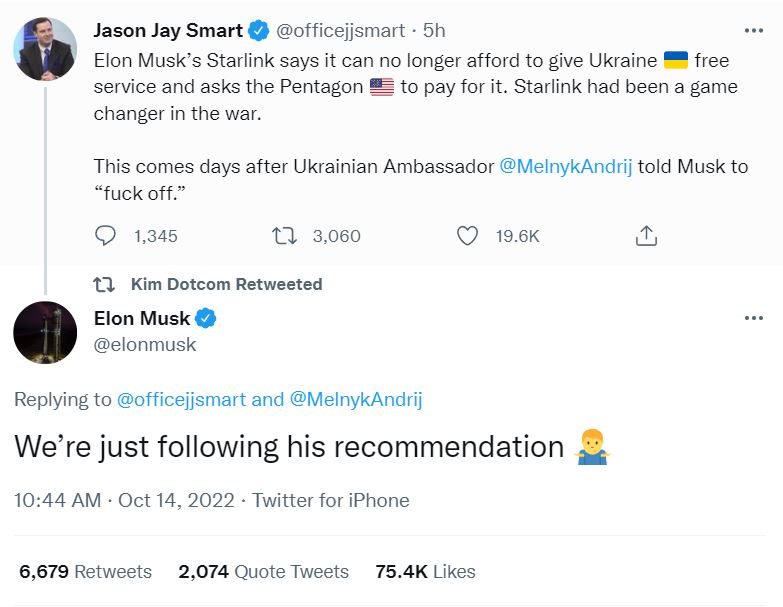 Jason Jay Smart @officejjsmart · 5h
Elon Musk's Starlink says it can no longer afford to give Ukraine 🇺🇦 free
service and asks the Pentagon 🇺🇸 to pay for it. Starlink had been a game
changer in the war.
This comes days after Ukrainian Ambassador @MelnykAndrij told Musk to
“fuck off.”
1,345 3,060 19.6K
Kim Dotcom Retweeted
Elon Musk
@elonmusk
Replying to @officejjsmart and @MelnykAndrij
We’re just following his recommendation 🤷‍♂️
10:44 AM · Oct 14, 2022 · Twitter for iPhone
6,679 Retweets 2,074 Quote Tweets 75.4K Likes